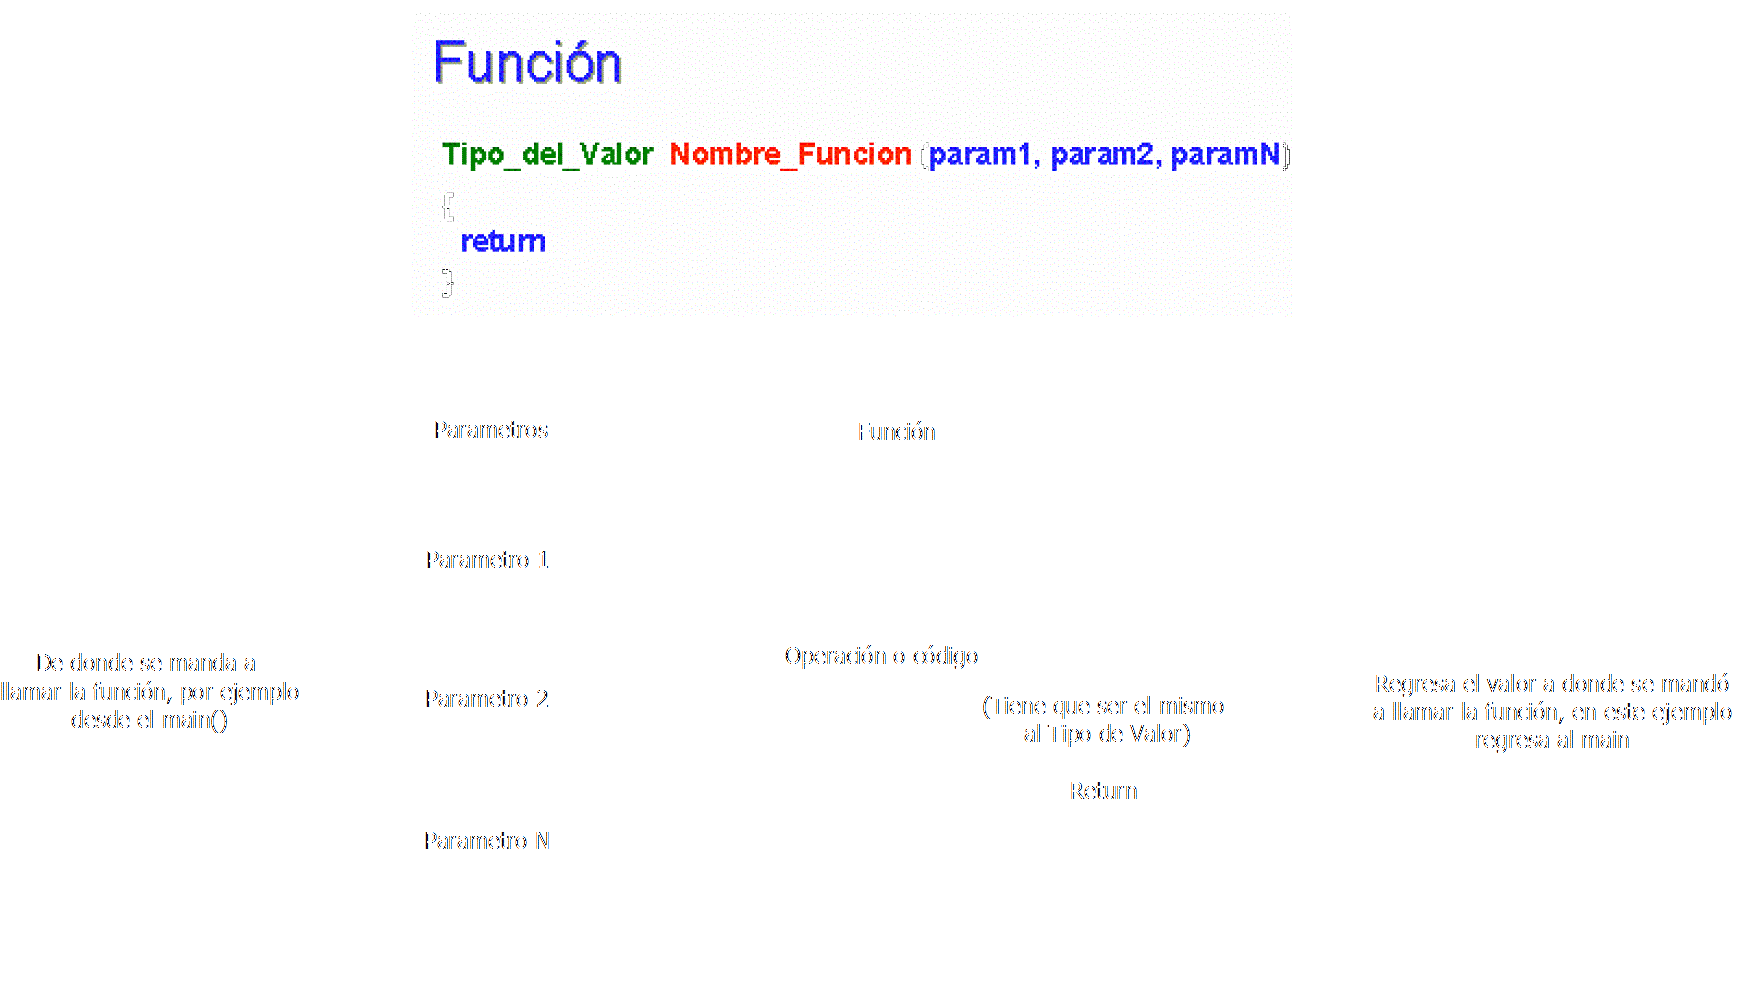 Función
Tipo_del_Valor Nombre_Funcion (param1, param2, paramN)
{
return
}
Parametros
Función
Parametro 1
De donde se manda a
llamar la función, por ejemplo
desde el main()
Parametro 2
Parametro N
Operación o código
(Tiene que ser el mismo
al Tipo de Valor)
Return
Regresa el valor a donde se mandó
a llamar la función, en este ejemplo
regresa al main